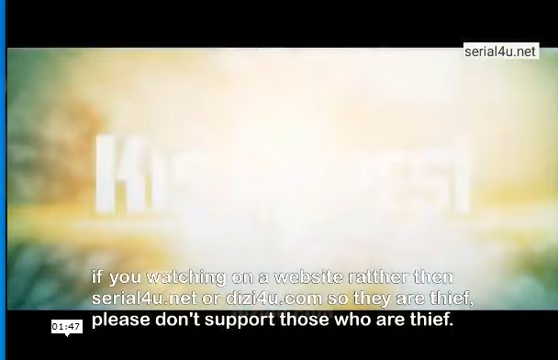 serial4u.net
if you watching on a website ratther then
serial4u.net or dizi4u.com so they are thief,
please don't support those who are thief.
01:47